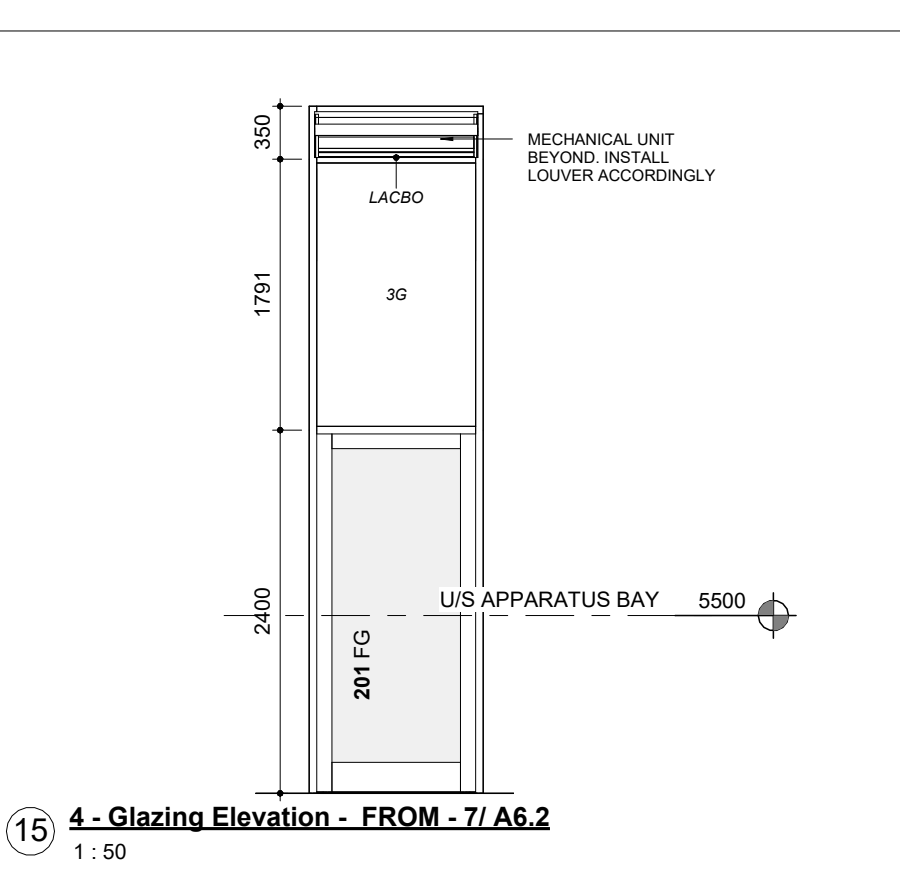 350
MECHANICAL UNIT
BEYOND. INSTALL
LOUVER ACCORDINGLY
LACBO
1791
3G
2400
U/S APPARATUS BAY 5500
201 FG
15 4 - Glazing Elevation - FROM - 7/ A6.2
1 : 50